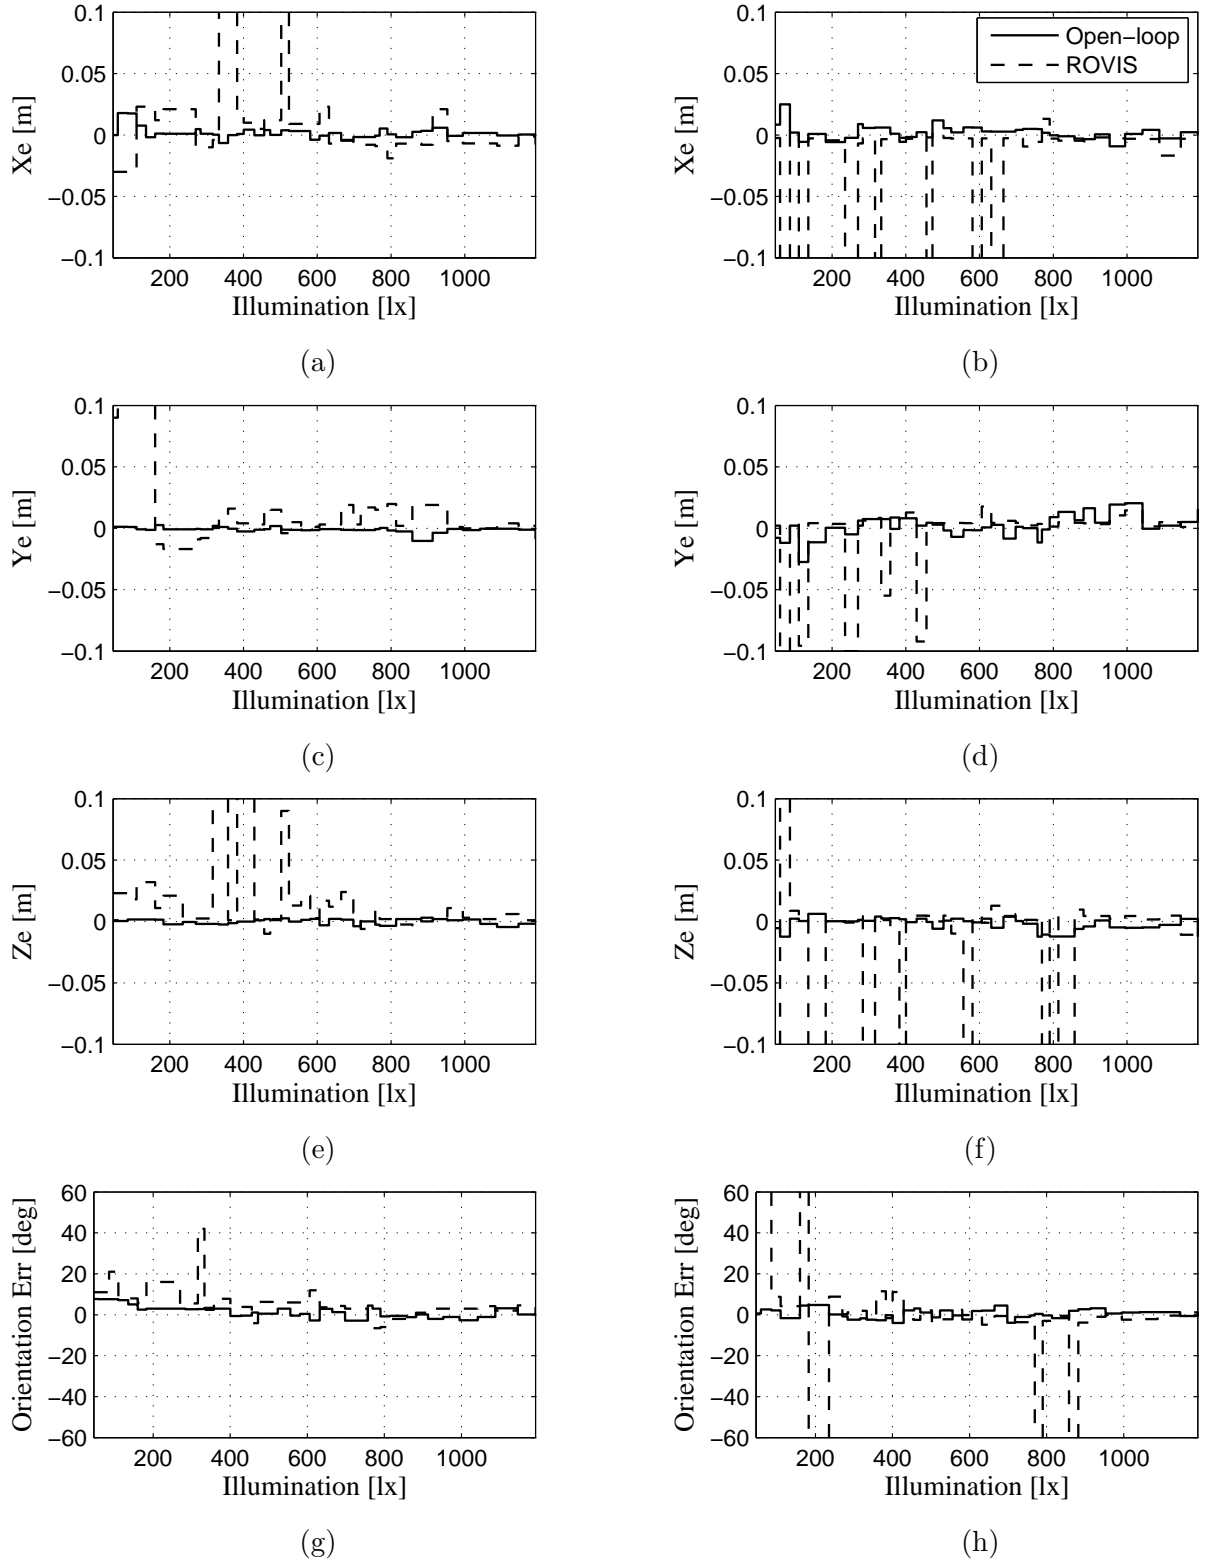 0.1
0.05
0
−0.05
−0.1
Xe [m]
200 400 600 800 1000
Illumination [lx]
(a)
0.1
0.05
0
−0.05
−0.1
Xe [m]
Open−loop
ROVIS
200 400 600 800 1000
Illumination [lx]
(b)
0.1
0.05
0
−0.05
−0.1
Ye [m]
200 400 600 800 1000
Illumination [lx]
(c)
0.1
0.05
0
−0.05
−0.1
Ye [m]
200 400 600 800 1000
Illumination [lx]
(d)
0.1
0.05
0
−0.05
−0.1
Ze [m]
200 400 600 800 1000
Illumination [lx]
(e)
0.1
0.05
0
−0.05
−0.1
Ze [m]
200 400 600 800 1000
Illumination [lx]
(f)
60
40
20
0
−20
−40
−60
Orientation Err [deg]
200 400 600 800 1000
Illumination [lx]
(g)
60
40
20
0
−20
−40
−60
Orientation Err [deg]
200 400 600 800 1000
Illumination [lx]
(h)